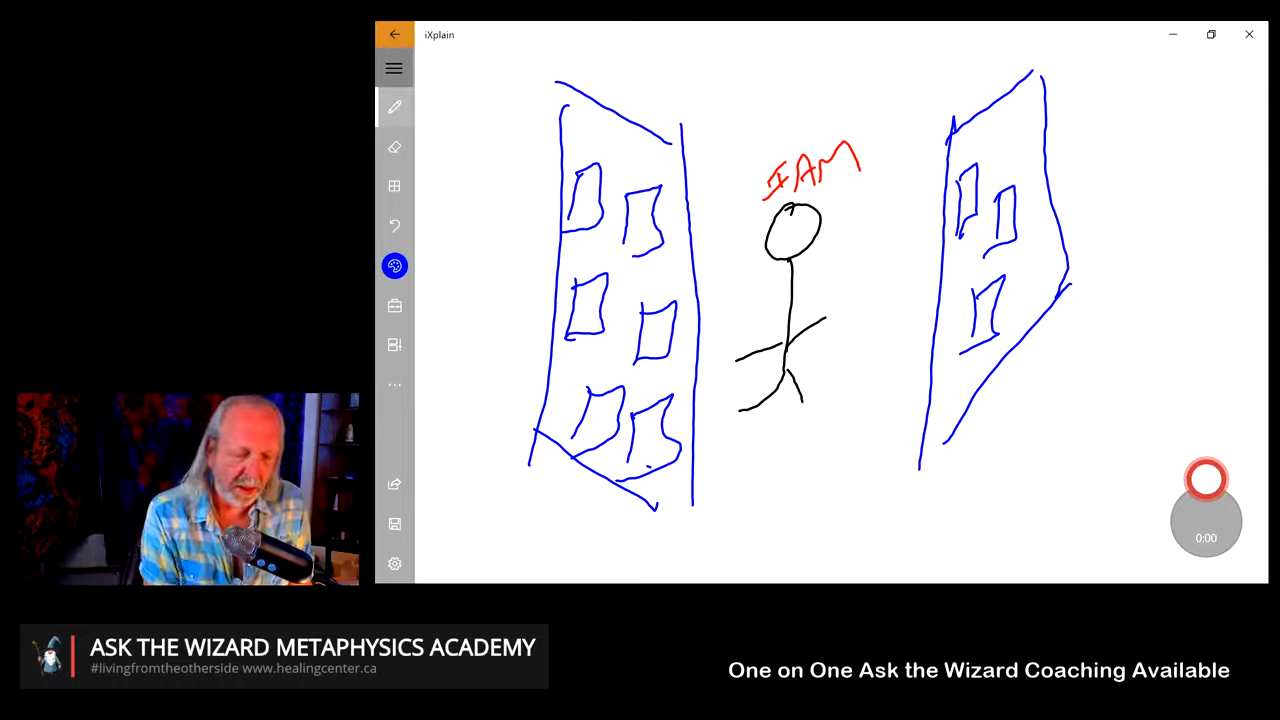 iXplain
I AM
0:00
ASK THE WIZARD METAPHYSICS ACADEMY
#livingfromtheotherside www.healingcenter.ca
One on One Ask the Wizard Coaching Available